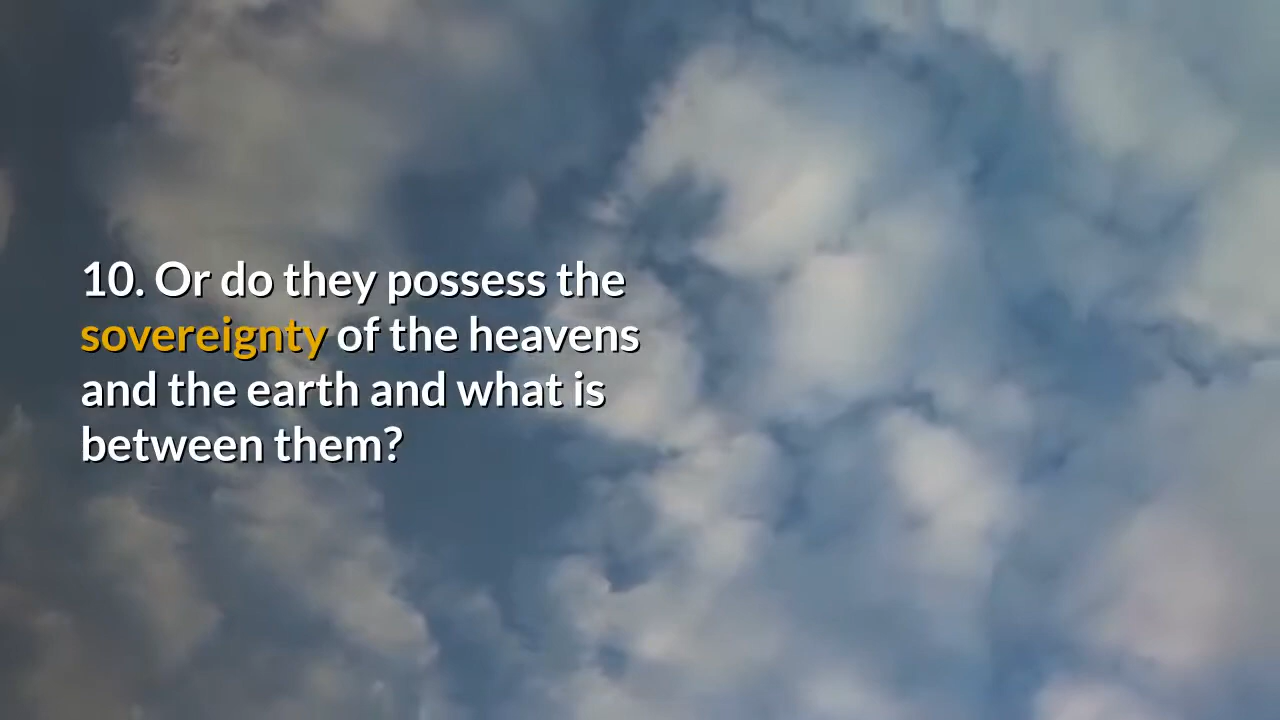 10. Or do they possess the
sovereignty of the heavens
and the earth and what is
between them?